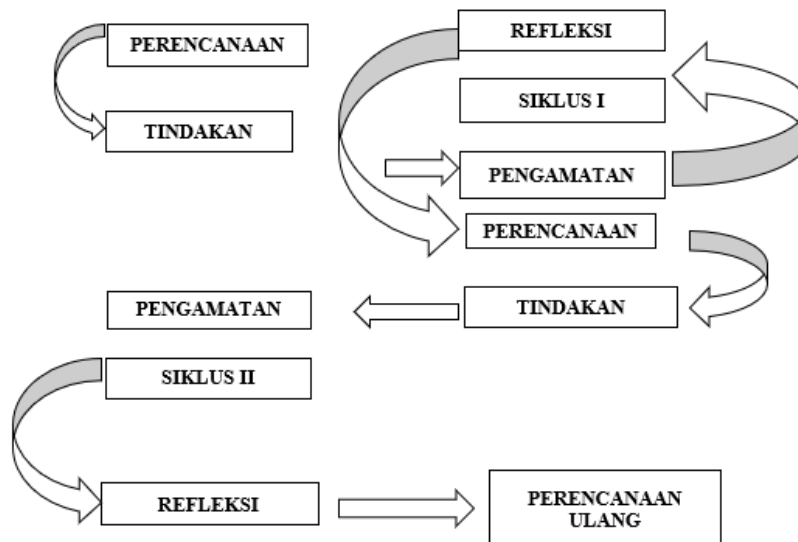 PERENCANAAN
TINDAKAN
REFLEKSI
SIKLUS I
PENGAMATAN
PERENCANAAN
TINDAKAN
PENGAMATAN
SIKLUS II
REFLEKSI
PERENCANAAN
ULANG